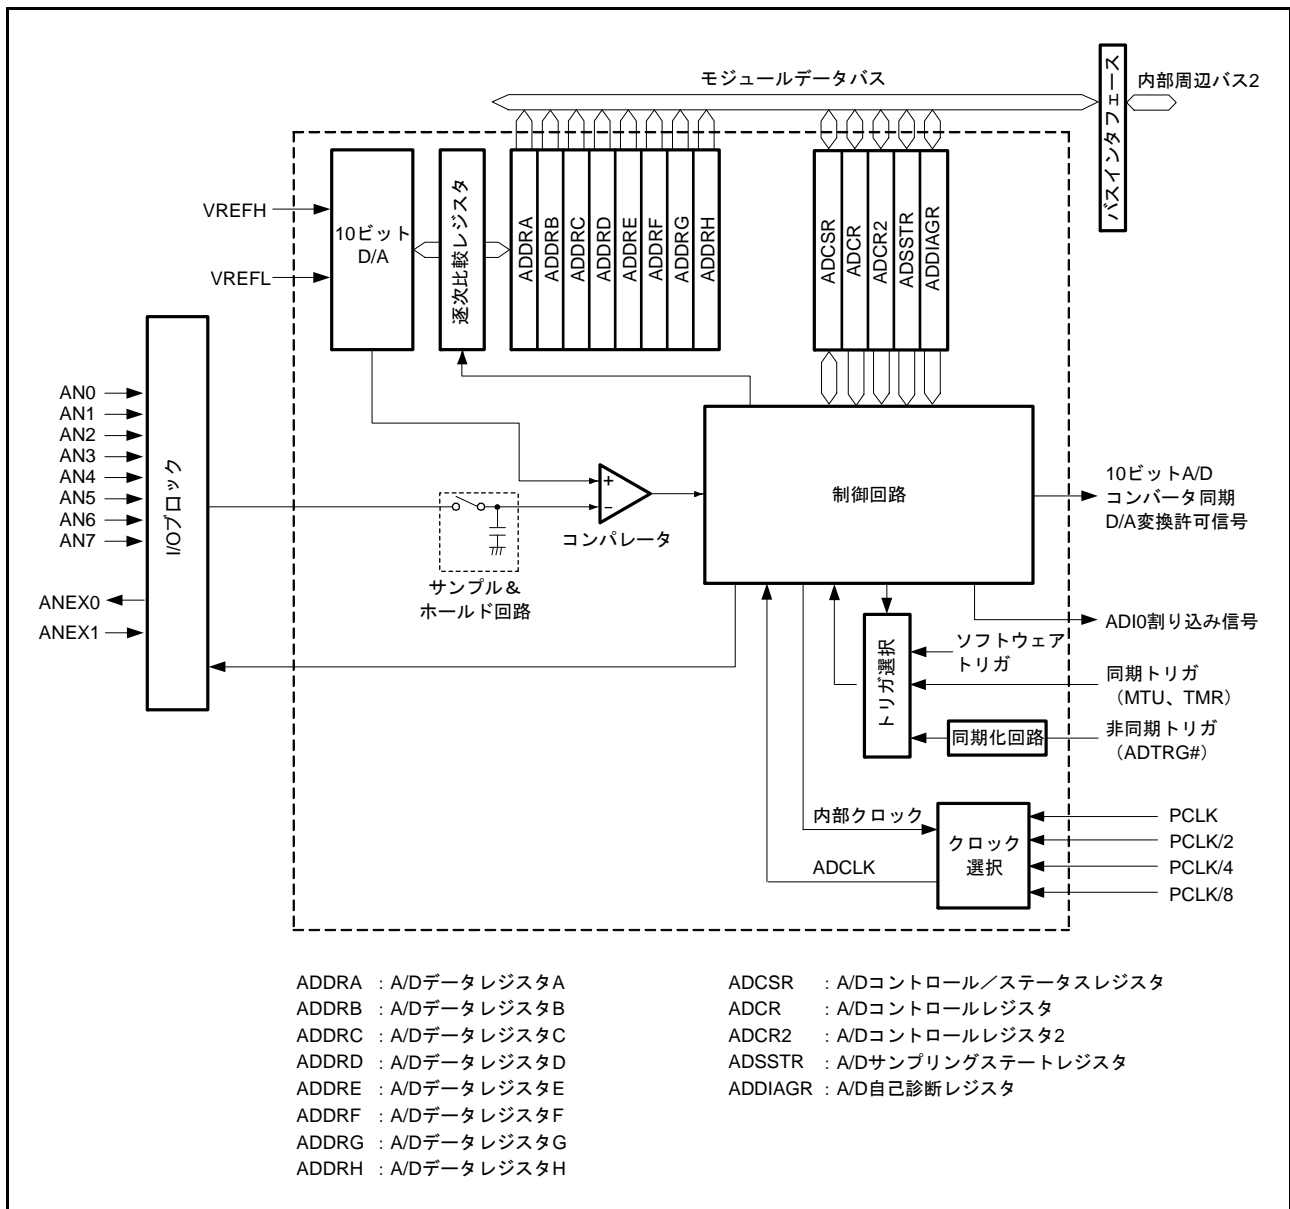 モジュールデータバス
バスインタフェース
内部周辺バス2
VREFH
VREFL
10ビット
D/A
逐次比較レジスタ
ADDRA
ADDRB
ADDRC
ADDRD
ADDRE
ADDRF
ADDRG
ADDRH
ADCSR
ADCR
ADCR2
ADSSTR
ADDIAGR
AN0
AN1
AN2
AN3
AN4
AN5
AN6
AN7
ANEX0
ANEX1
I/Oブロック
サンプル&
ホールド回路
+
−
コンパレータ
制御回路
10ビットA/D
コンバータ同期
D/A変換許可信号
ADI0割り込み信号
トリガ選択
ソフトウェア
トリガ
同期トリガ
（MTU、TMR）
同期化回路
非同期トリガ
（ADTRG#）
内部クロック
ADCLK
クロック
選択
PCLK
PCLK/2
PCLK/4
PCLK/8
ADDRA : A/DデータレジスタA
ADDRB : A/DデータレジスタB
ADDRC : A/DデータレジスタC
ADDRD : A/DデータレジスタD
ADDRE : A/DデータレジスタE
ADDRF : A/DデータレジスタF
ADDRG : A/DデータレジスタG
ADDRH : A/DデータレジスタH
ADCSR : A/Dコントロール／ステータスレジスタ
ADCR : A/Dコントロールレジスタ
ADCR2 : A/Dコントロールレジスタ2
ADSSTR : A/Dサンプリングステートレジスタ
ADDIAGR : A/D自己診断レジスタ